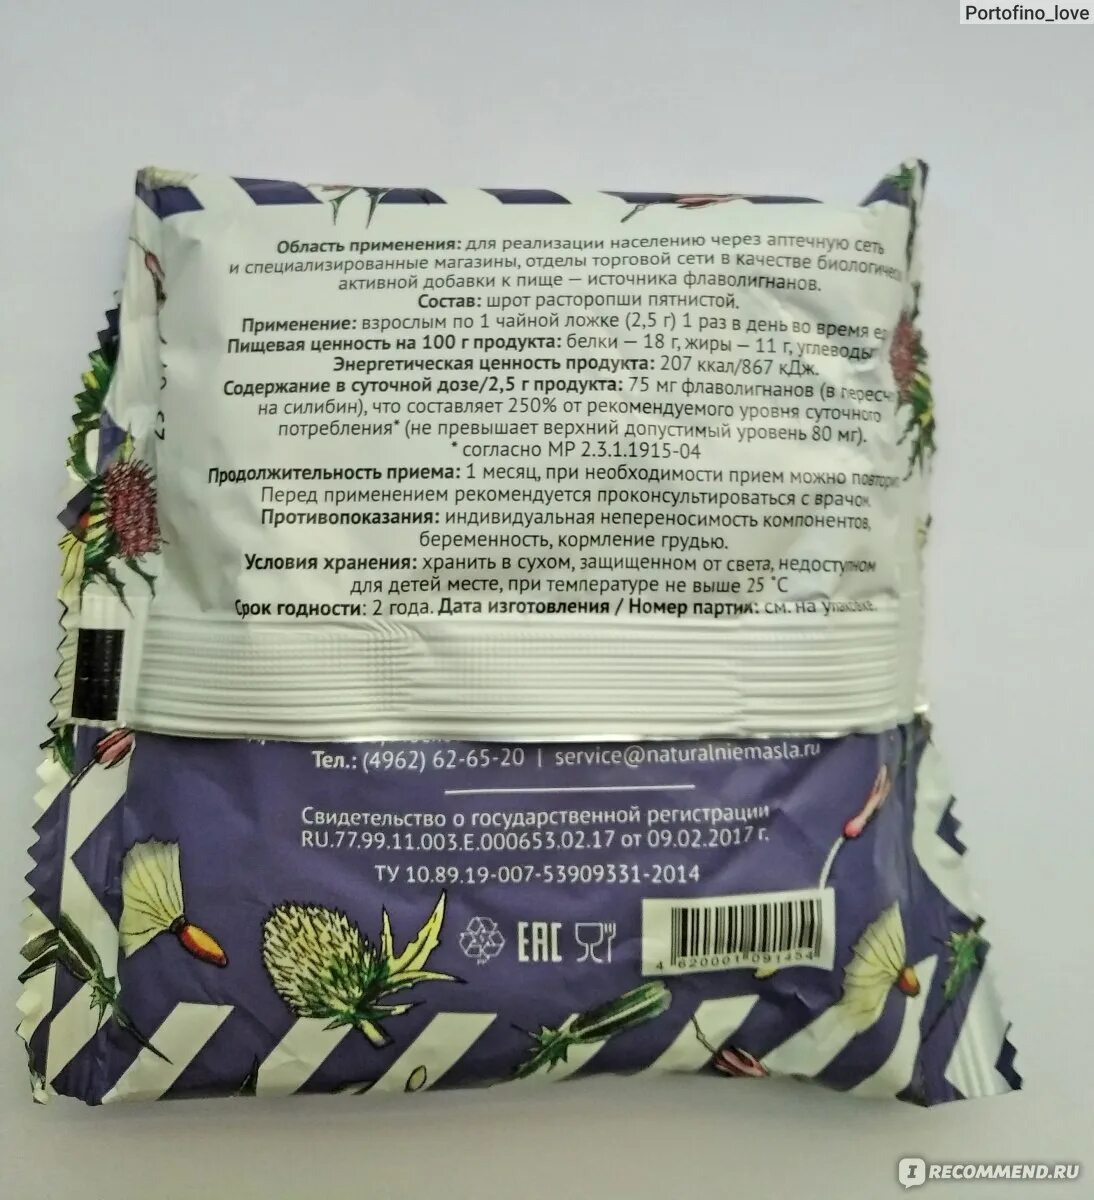 Portofino_love
Область применения: для реализации населению через аптечную сеть
и специализированные магазины, отделы торговой сети в качестве
активной добавки к пище — источника флаволигнанов.
Состав: шрот расторопши пятнистой.
Применение: взрослым по 1 чайной ложке (2,5 г) 1 раз в день во время
Пищевая ценность на 100 г продукта: белки — 18 г, жиры — 11 г, углеводы
Энергетическая ценность продукта: 207 ккал/867 кДж.
Содержание в суточной дозе/2,5 г продукта: 75 мг флаволигнанов (в
на силибин), что составляет 250% от рекомендуемого уровня суточного
потребления* (не превышает верхний допустимый уровень 80 мг).
* согласно МР 2.3.1.1915-04
Продолжительность приема: 1 месяц, при необходимости прием можно
Перед применением рекомендуется проконсультироваться с врачом
Противопоказания: индивидуальная непереносимость компонентов,
беременность, кормление грудью.
Условия хранения: хранить в сухом, защищенном от света, недоступном
для детей месте, при температуре не выше 25 °С
Срок годности: 2 года. Дата изготовления / Номер партии: см. на упаковке.
Тел.: (4962) 62-65-20 | service@naturalniemasla.ru
Свидетельство о государственной регистрации
RU.77.99.11.003.Е.000653.02.17 от 09.02.2017 г.
ТУ 10.89.19-007-53909331-2014
EAC
4 620001 091454
IRECOMMEND.RU